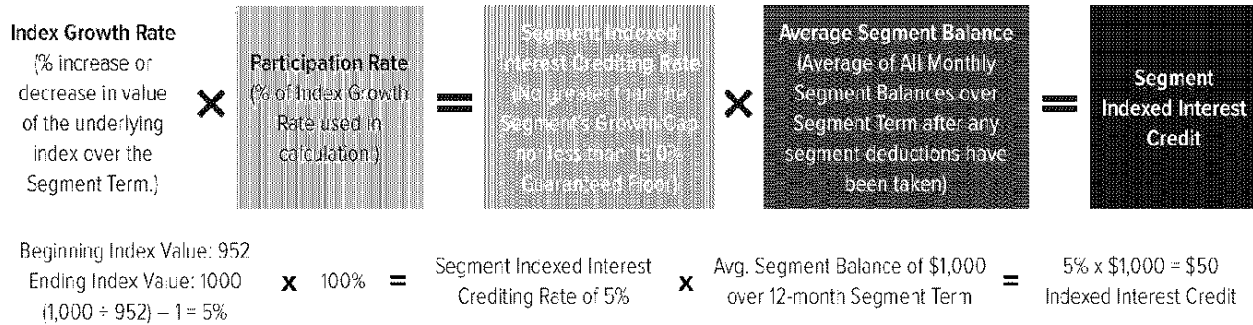 Index Growth Rate
(% increase or
decrease in value
of the underlying
index over the
Segment Term.)
×
Participation Rate
(% of Index Growth
Rate used in
calculation.)
=
Segment Indexed
Interest Crediting Rate
(No greater than the
Segment's Growth Cap
no less than its 0%
Guaranteed Floor)
×
Average Segment Balance
(Average of All Monthly
Segment Balances over
Segment Term after any
segment deductions have
been taken)
=
Segment
Indexed Interest
Credit
Beginning Index Value: 952
Ending Index Value: 1000
(1,000 ÷ 952) – 1 = 5%
x
100%
=
Segment Indexed Interest
Crediting Rate of 5%
x
Avg. Segment Balance of $1,000
over 12-month Segment Term
=
5% x $1,000 = $50
Indexed Interest Credit